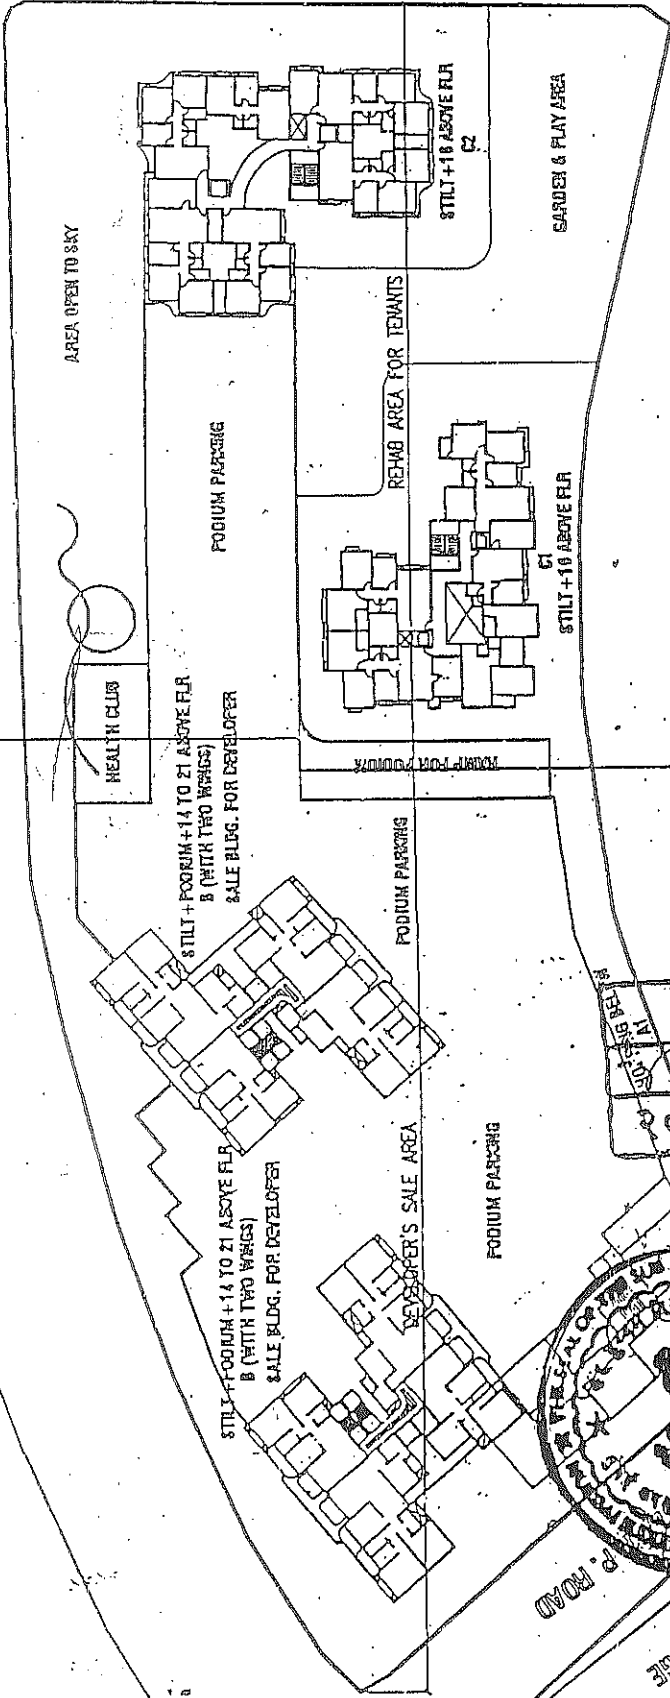 AREA OPEN TO SKY
STILT+16 ABOVE FLR
C2
GARDEN & PLAY AREA
PODIUM PARKING
REHAB AREA FOR TENANTS
C1
STILT+16 ABOVE FLR
HEALTH CLUB
STILT+PODIUM+14 TO 21 ABOVE FLR
B (WITH TWO WINGS)
SALE BLDG. FOR DEVELOPER
RAMP FOR PODIUM
PODIUM PARKING
STILT+PODIUM+14 TO 21 ABOVE FLR
B (WITH TWO WINGS)
SALE BLDG. FOR DEVELOPER
DEVELOPER'S SALE AREA
PODIUM PARKING
P. ROAD